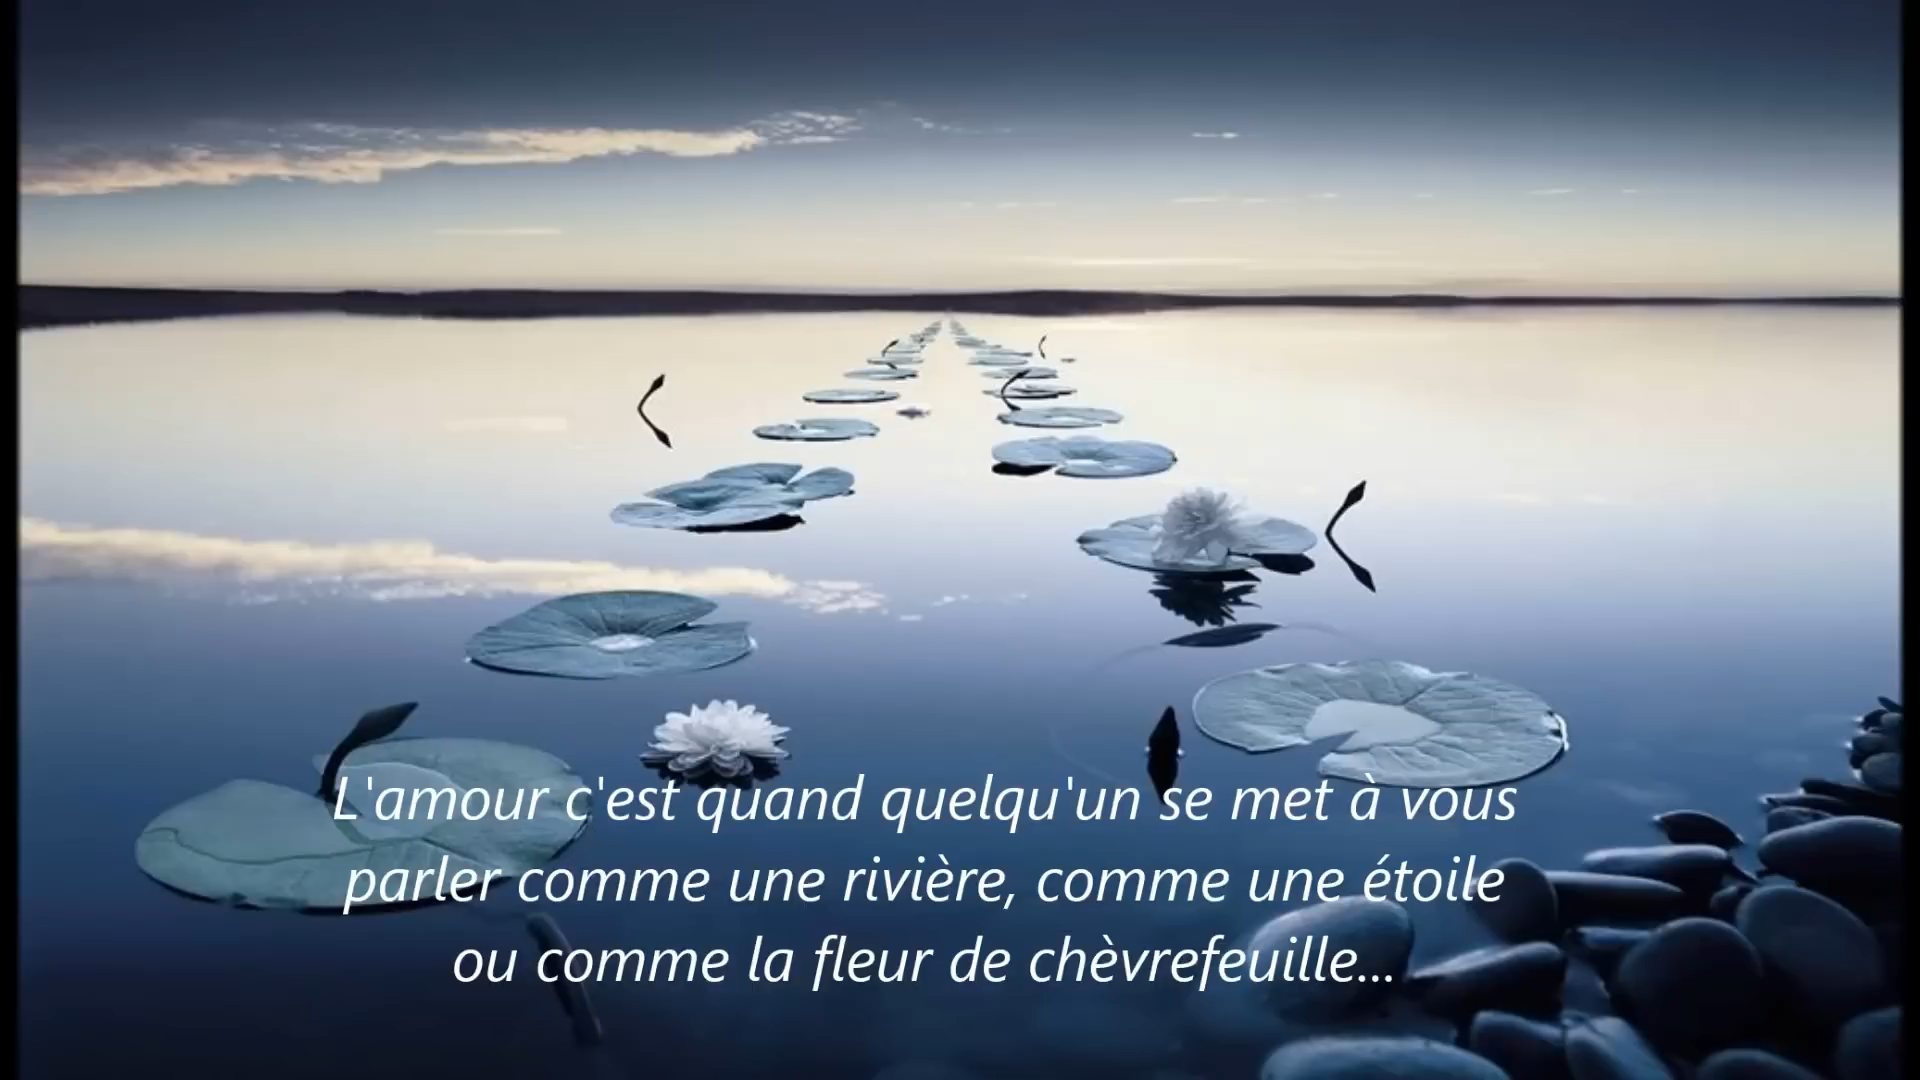 L'amour c'est quand quelqu'un se met à vous
parler comme une rivière, comme une étoile
ou comme la fleur de chèvrefeuille...